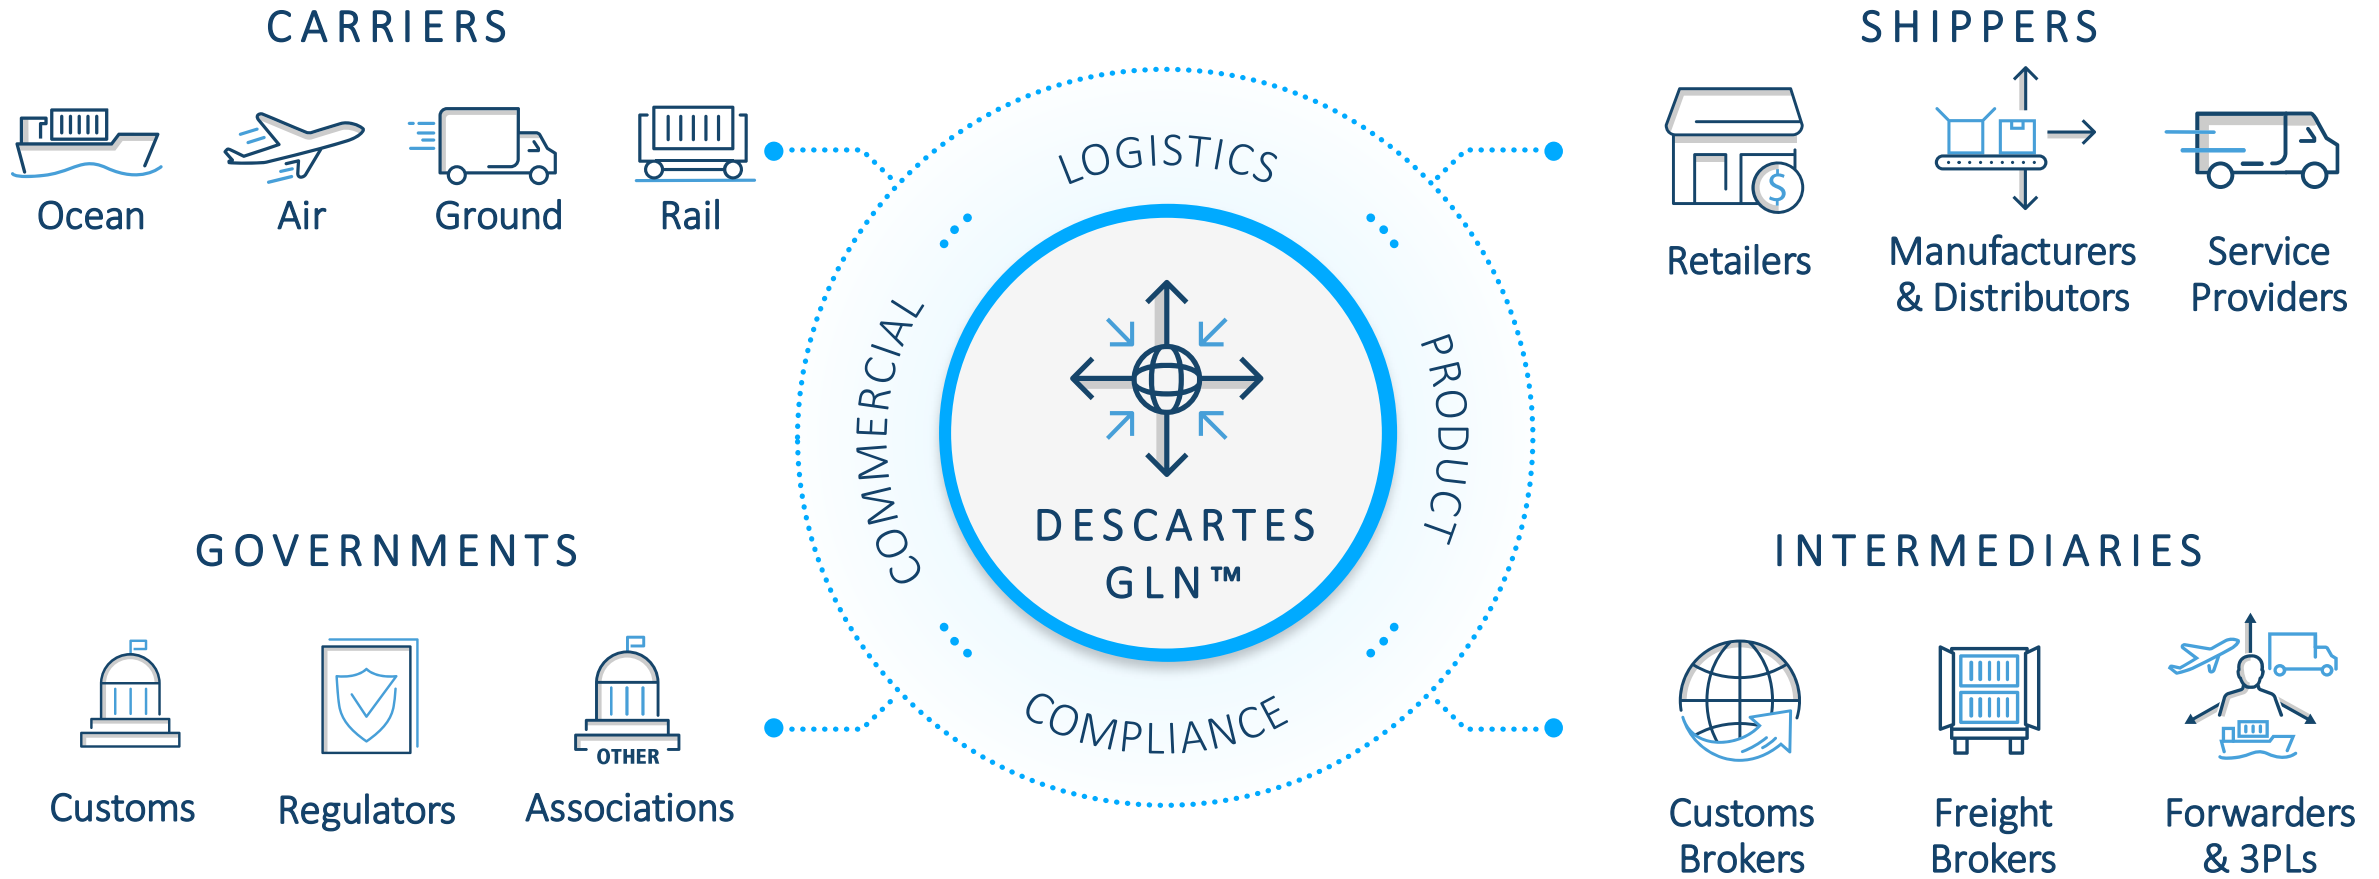 CARRIERS
Ocean
Air
Ground
Rail
SHIPPERS
$
Retailers
Manufacturers
& Distributors
Service
Providers
LOGISTICS
COMMERCIAL
PRODUCT
COMPLIANCE
DESCARTES
GLN™
GOVERNMENTS
Customs
Regulators
OTHER
Associations
INTERMEDIARIES
Customs
Brokers
Freight
Brokers
Forwarders
& 3PLs